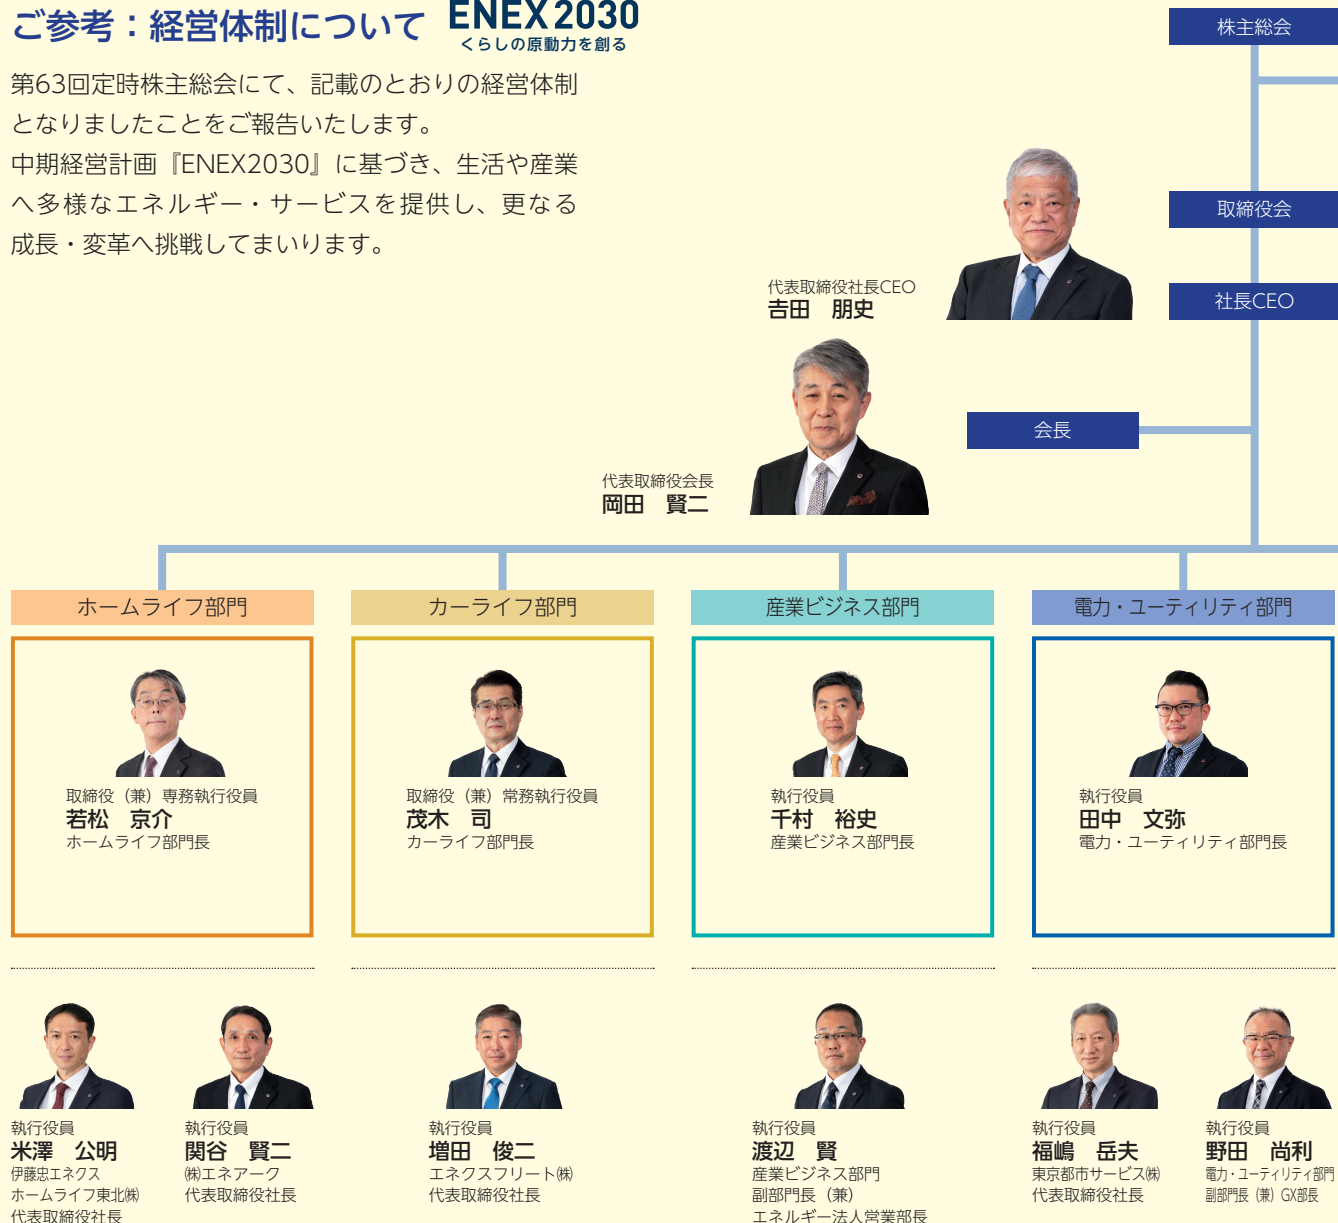 ご参考：経営体制について
ENEX2030
くらしの原動力を創る
第63回定時株主総会にて、記載のとおりの経営体制
となりましたことをご報告いたします。
中期経営計画『ENEX2030』に基づき、生活や産業
へ多様なエネルギー・サービスを提供し、更なる
成長・変革へ挑戦してまいります。
株主総会
取締役会
社長CEO
代表取締役社長CEO
吉田　朋史
会長
代表取締役会長
岡田　賢二
ホームライフ部門
取締役（兼）専務執行役員
若松　京介
ホームライフ部門長
カーライフ部門
取締役（兼）常務執行役員
茂木　司
カーライフ部門長
産業ビジネス部門
執行役員
千村　裕史
産業ビジネス部門長
電力・ユーティリティ部門
執行役員
田中　文弥
電力・ユーティリティ部門長
執行役員
米澤　公明
伊藤忠エネクス
ホームライフ東北㈱
代表取締役社長
執行役員
関谷　賢二
㈱エネアーク
代表取締役社長
執行役員
増田　俊二
エネクスフリート㈱
代表取締役社長
執行役員
渡辺　賢
産業ビジネス部門
副部門長（兼）
エネルギー法人営業部長
執行役員
福嶋　岳夫
東京都市サービス㈱
代表取締役社長
執行役員
野田　尚利
電力・ユーティリティ部門
副部門長（兼）GX部長